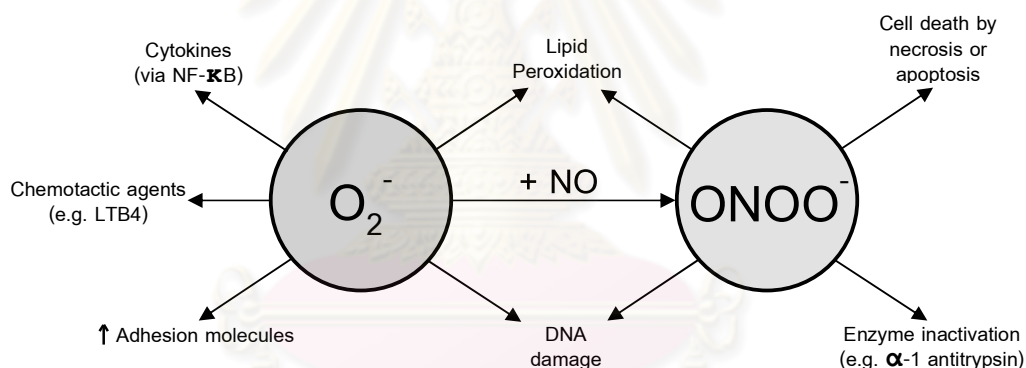 Cytokines
(via NF-κB)
Lipid
Peroxidation
Cell death by
necrosis or
apoptosis
Chemotactic agents
(e.g. LTB4)
O₂⁻
+ NO
ONOO⁻
↑ Adhesion molecules
DNA
damage
Enzyme inactivation
(e.g. α-1 antitrypsin)